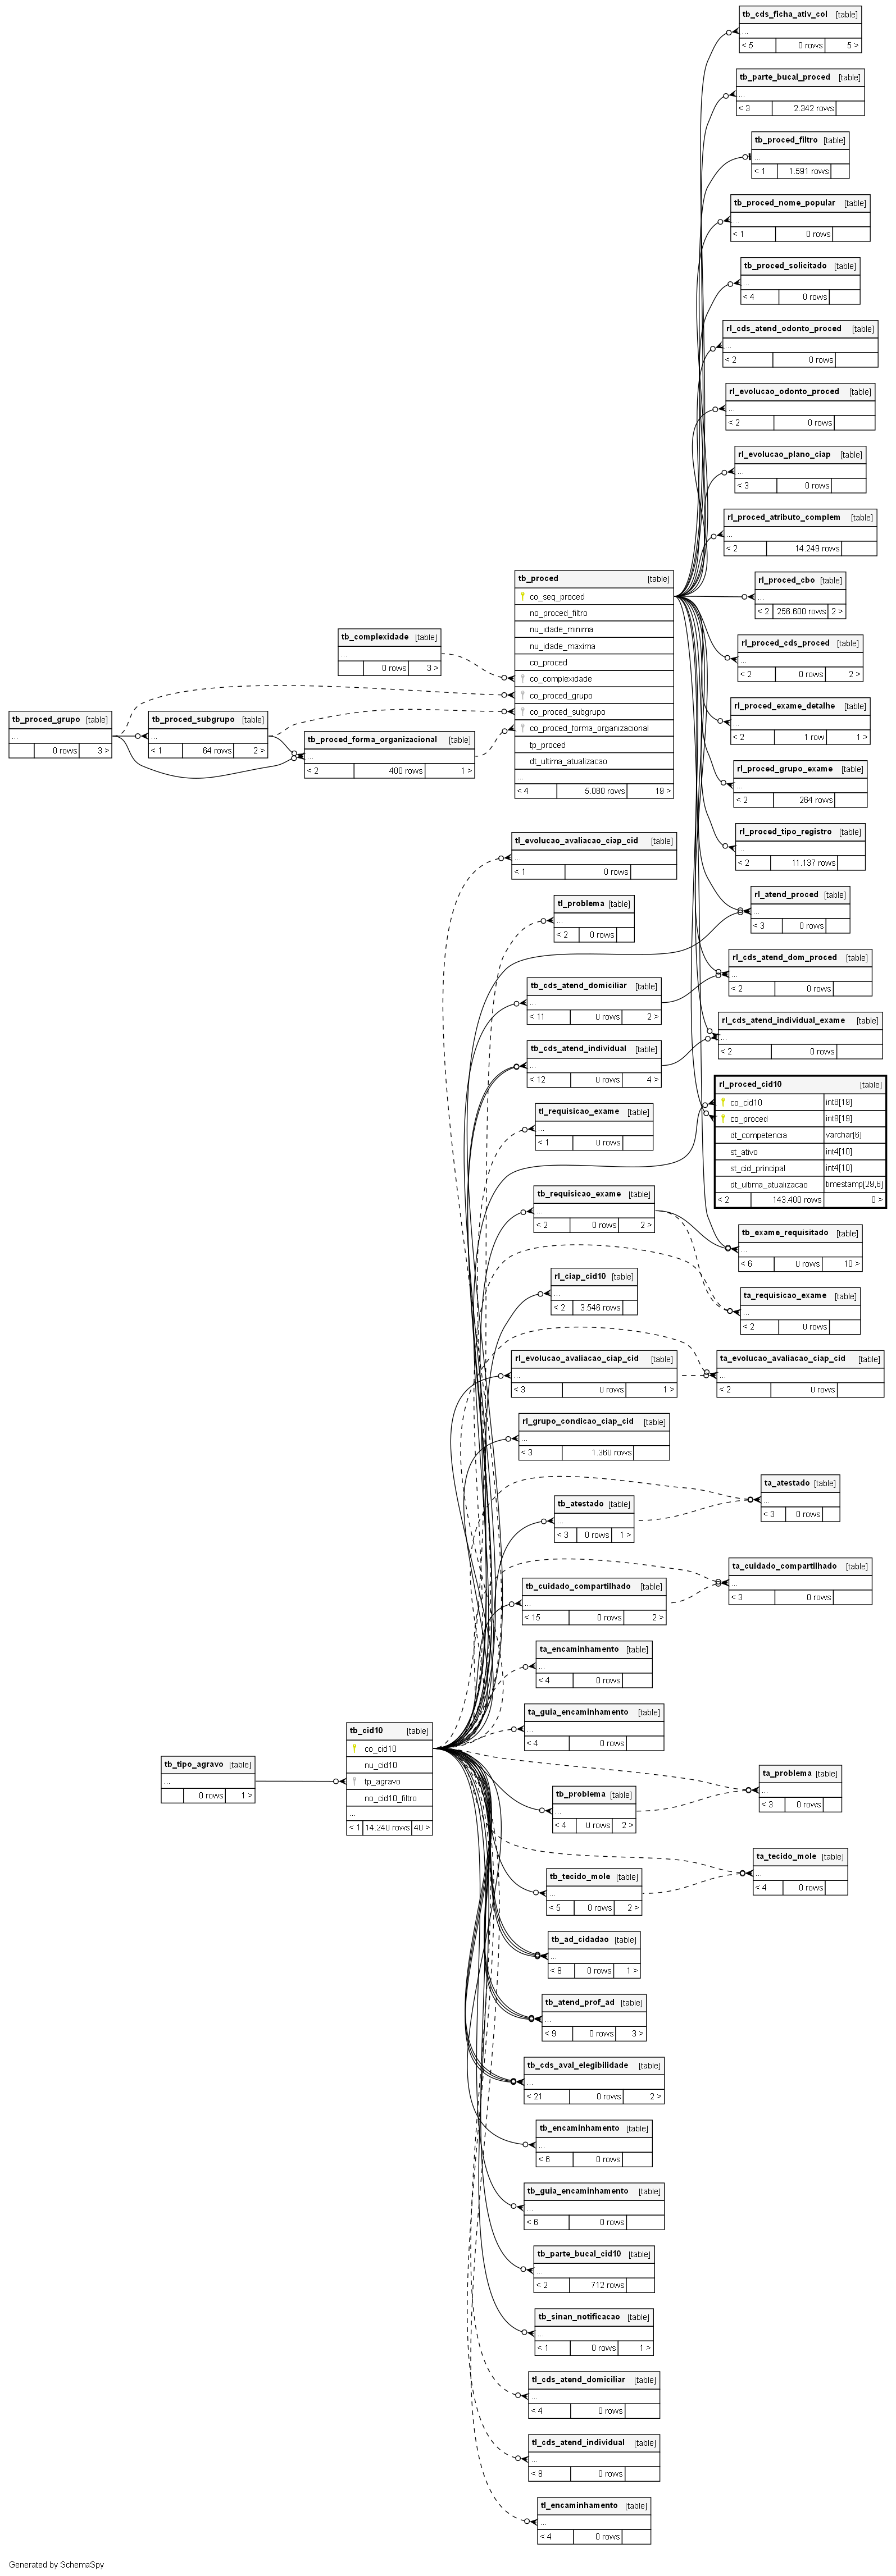 tb_cds_ficha_ativ_col [table]
...
< 5 0 rows 5 >
tb_parte_bucal_proced [table]
...
< 3 2.342 rows
tb_proced_filtro [table]
...
< 1 1.591 rows
tb_proced_nome_popular [table]
...
< 1 0 rows
tb_proced_solicitado [table]
...
< 4 0 rows
rl_cds_atend_odonto_proced [table]
...
< 2 0 rows
rl_evolucao_odonto_proced [table]
...
< 2 0 rows
rl_evolucao_plano_ciap [table]
...
< 3 0 rows
rl_proced_atributo_complem [table]
...
< 2 14.249 rows
rl_proced_cbo [table]
...
< 2 256.600 rows 2 >
rl_proced_cds_proced [table]
...
< 2 0 rows 2 >
rl_proced_exame_detalhe [table]
...
< 2 1 row 1 >
rl_proced_grupo_exame [table]
...
< 2 264 rows
rl_proced_tipo_registro [table]
...
< 2 11.137 rows
rl_atend_proced [table]
...
< 3 0 rows
rl_cds_atend_dom_proced [table]
...
< 2 0 rows
rl_cds_atend_individual_exame [table]
...
< 2 0 rows
rl_proced_cid10 [table]
co_cid10 int8[19]
co_proced int8[19]
dt_competencia varchar[6]
st_ativo int4[10]
st_cid_principal int4[10]
dt_ultima_atualizacao timestamp[29,6]
< 2 143.400 rows 0 >
tb_exame_requisitado [table]
...
< 6 0 rows 10 >
ta_requisicao_exame [table]
...
< 2 0 rows
ta_evolucao_avaliacao_ciap_cid [table]
...
< 2 0 rows
ta_atestado [table]
...
< 3 0 rows
ta_cuidado_compartilhado [table]
...
< 3 0 rows
ta_problema [table]
...
< 3 0 rows
ta_tecido_mole [table]
...
< 4 0 rows
tb_proced [table]
co_seq_proced
no_proced_filtro
nu_idade_minima
nu_idade_maxima
co_proced
co_complexidade
co_proced_grupo
co_proced_subgrupo
co_proced_forma_organizacional
tp_proced
dt_ultima_atualizacao
...
< 4 5.080 rows 19 >
tb_complexidade [table]
...
0 rows 3 >
tb_proced_grupo [table]
...
0 rows 3 >
tb_proced_subgrupo [table]
...
< 1 64 rows 2 >
tb_proced_forma_organizacional [table]
...
< 2 400 rows 1 >
tl_evolucao_avaliacao_ciap_cid [table]
...
< 1 0 rows
tl_problema [table]
...
< 2 0 rows
tb_cds_atend_domiciliar [table]
...
< 11 0 rows 2 >
tb_cds_atend_individual [table]
...
< 12 0 rows 4 >
tl_requisicao_exame [table]
...
< 1 0 rows
tb_requisicao_exame [table]
...
< 2 0 rows 2 >
rl_ciap_cid10 [table]
...
< 2 3.546 rows
rl_evolucao_avaliacao_ciap_cid [table]
...
< 3 0 rows 1 >
rl_grupo_condicao_ciap_cid [table]
...
< 3 1.360 rows
tb_atestado [table]
...
< 3 0 rows 1 >
tb_cuidado_compartilhado [table]
...
< 15 0 rows 2 >
ta_encaminhamento [table]
...
< 4 0 rows
ta_guia_encaminhamento [table]
...
< 4 0 rows
tb_tipo_agravo [table]
...
0 rows 1 >
tb_cid10 [table]
co_cid10
nu_cid10
tp_agravo
no_cid10_filtro
...
< 1 14.240 rows 40 >
tb_problema [table]
...
< 4 0 rows 2 >
tb_tecido_mole [table]
...
< 5 0 rows 2 >
tb_ad_cidadao [table]
...
< 8 0 rows 1 >
tb_atend_prof_ad [table]
...
< 9 0 rows 3 >
tb_cds_aval_elegibilidade [table]
...
< 21 0 rows 2 >
tb_encaminhamento [table]
...
< 6 0 rows
tb_guia_encaminhamento [table]
...
< 6 0 rows
tb_parte_bucal_cid10 [table]
...
< 2 712 rows
tb_sinan_notificacao [table]
...
< 1 0 rows 1 >
tl_cds_atend_domiciliar [table]
...
< 4 0 rows
tl_cds_atend_individual [table]
...
< 8 0 rows
tl_encaminhamento [table]
...
< 4 0 rows
Generated by SchemaSpy